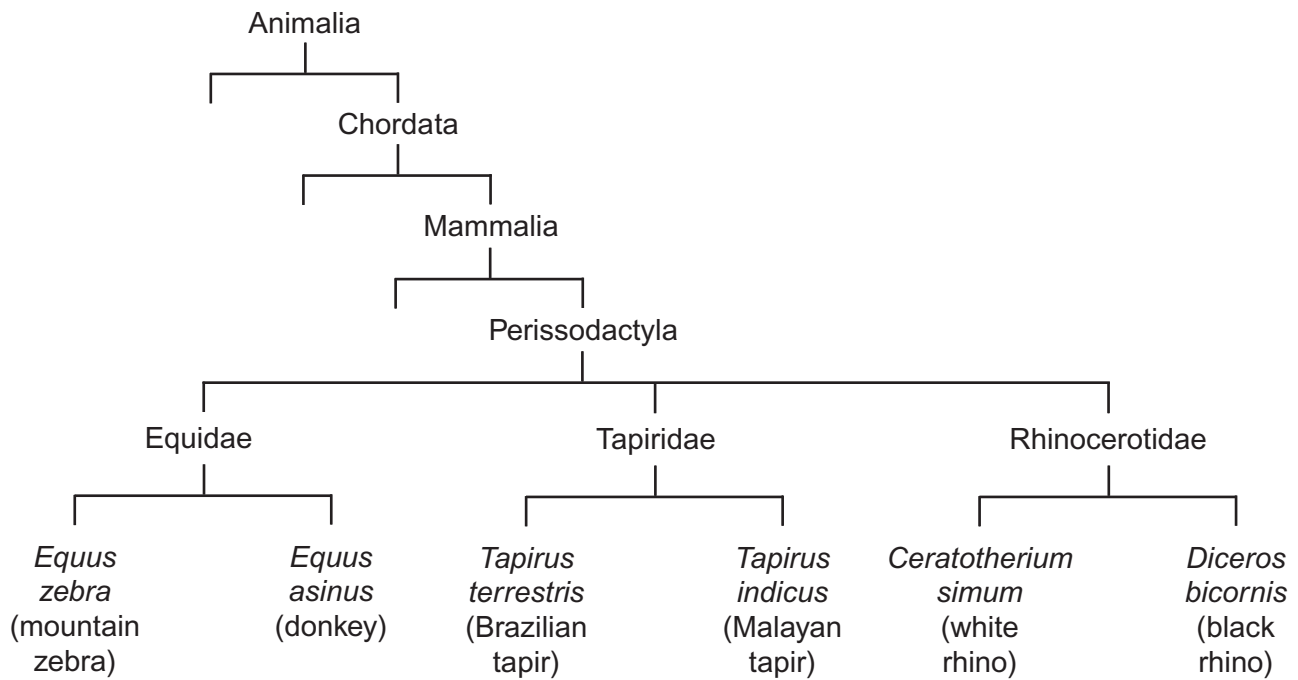 Animalia
Chordata
Mammalia
Perissodactyla
Equidae
Tapiridae
Rhinocerotidae
Equus
zebra
(mountain
zebra)
Equus
asinus
(donkey)
Tapirus
terrestris
(Brazilian
tapir)
Tapirus
indicus
(Malayan
tapir)
Ceratotherium
simum
(white
rhino)
Diceros
bicornis
(black
rhino)